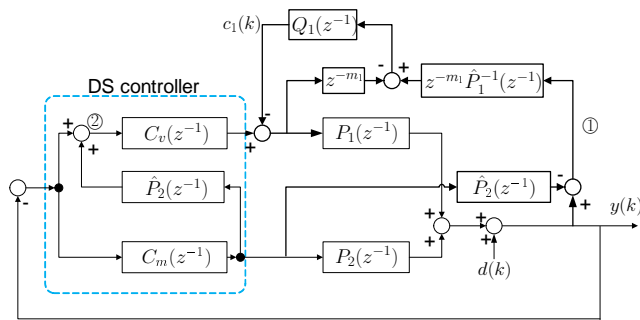 c₁(k)
Q₁(z⁻¹)
-
-
+
DS controller
z^{-m₁}
z^{-m₁} P̂₁⁻¹(z⁻¹)
-
+
②
C_v(z⁻¹)
+
P₁(z⁻¹)
①
+
P̂₂(z⁻¹)
P̂₂(z⁻¹)
-
+
y(k)
-
+
+
+
C_m(z⁻¹)
P₂(z⁻¹)
+
d(k)